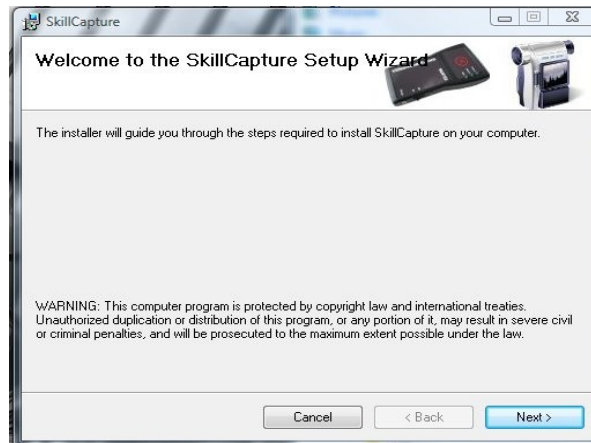 SkillCapture
Welcome to the SkillCapture Setup Wizard
The installer will guide you through the steps required to install SkillCapture on your computer.
WARNING: This computer program is protected by copyright law and international treaties.
Unauthorized duplication or distribution of this program, or any portion of it, may result in severe civil
or criminal penalties, and will be prosecuted to the maximum extent possible under the law.
Cancel
< Back
Next >